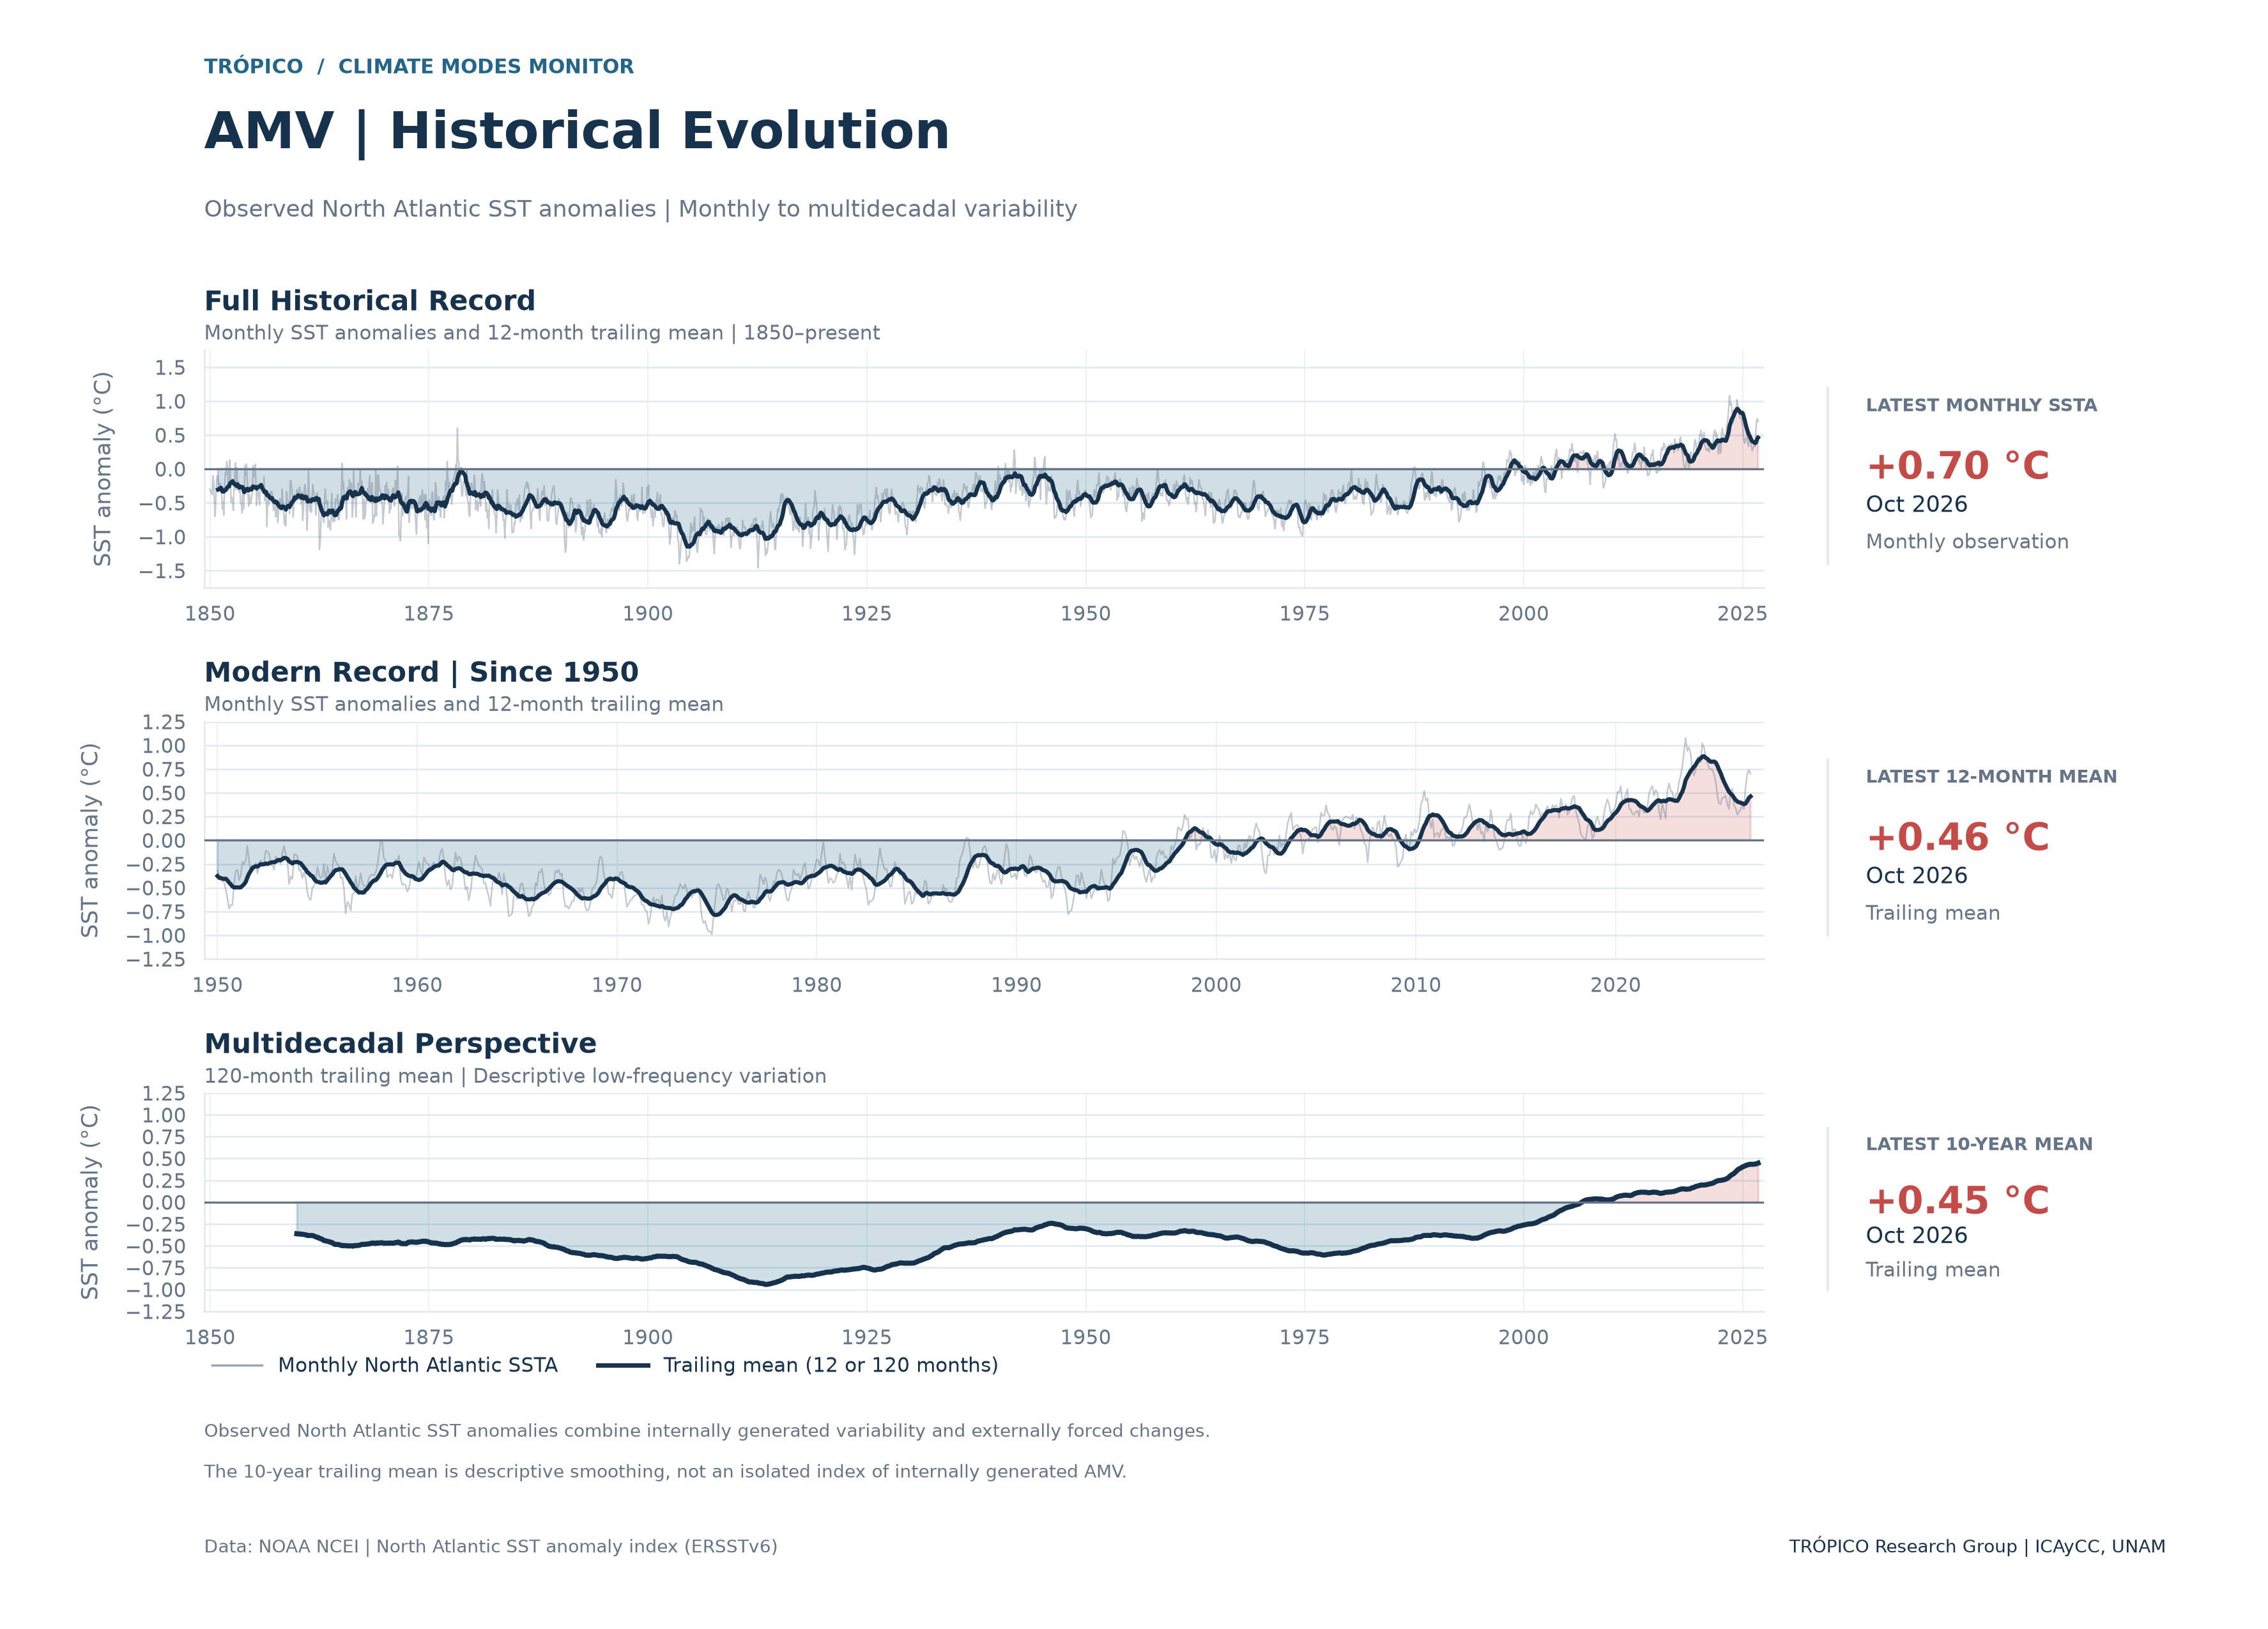 TRÓPICO / CLIMATE MODES MONITOR
AMV | Historical Evolution
Observed North Atlantic SST anomalies | Monthly to multidecadal variability
Full Historical Record
Monthly SST anomalies and 12-month trailing mean | 1850–present
SST anomaly (°C)
1.5
1.0
0.5
0.0
−0.5
−1.0
−1.5
1850 1875 1900 1925 1950 1975 2000 2025
LATEST MONTHLY SSTA
+0.70 °C
Oct 2026
Monthly observation
Modern Record | Since 1950
Monthly SST anomalies and 12-month trailing mean
SST anomaly (°C)
1.25
1.00
0.75
0.50
0.25
0.00
−0.25
−0.50
−0.75
−1.00
−1.25
1950 1960 1970 1980 1990 2000 2010 2020
LATEST 12-MONTH MEAN
+0.46 °C
Oct 2026
Trailing mean
Multidecadal Perspective
120-month trailing mean | Descriptive low-frequency variation
SST anomaly (°C)
1.25
1.00
0.75
0.50
0.25
0.00
−0.25
−0.50
−0.75
−1.00
−1.25
1850 1875 1900 1925 1950 1975 2000 2025
LATEST 10-YEAR MEAN
+0.45 °C
Oct 2026
Trailing mean
Monthly North Atlantic SSTA Trailing mean (12 or 120 months)
Observed North Atlantic SST anomalies combine internally generated variability and externally forced changes.
The 10-year trailing mean is descriptive smoothing, not an isolated index of internally generated AMV.
Data: NOAA NCEI | North Atlantic SST anomaly index (ERSSTv6)
TRÓPICO Research Group | ICAyCC, UNAM